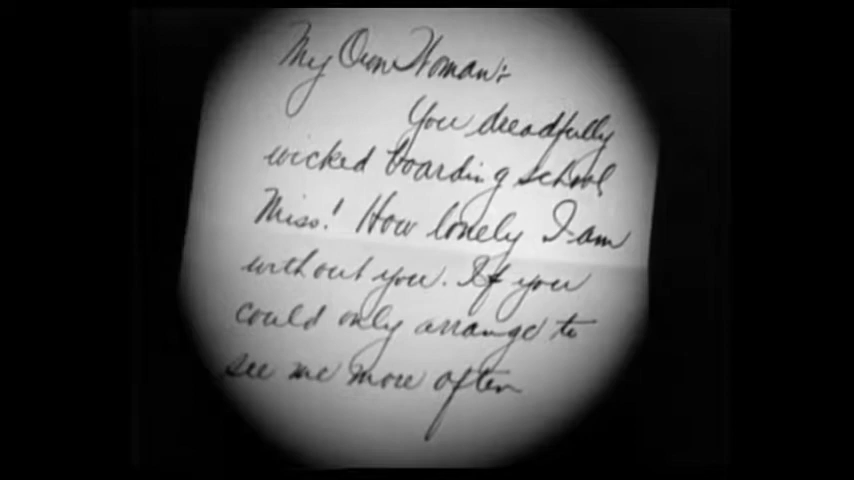 My Own Woman:
You dreadfully
wicked boarding school
Miss! How lonely I am
without you. If you
could only arrange to
see me more often